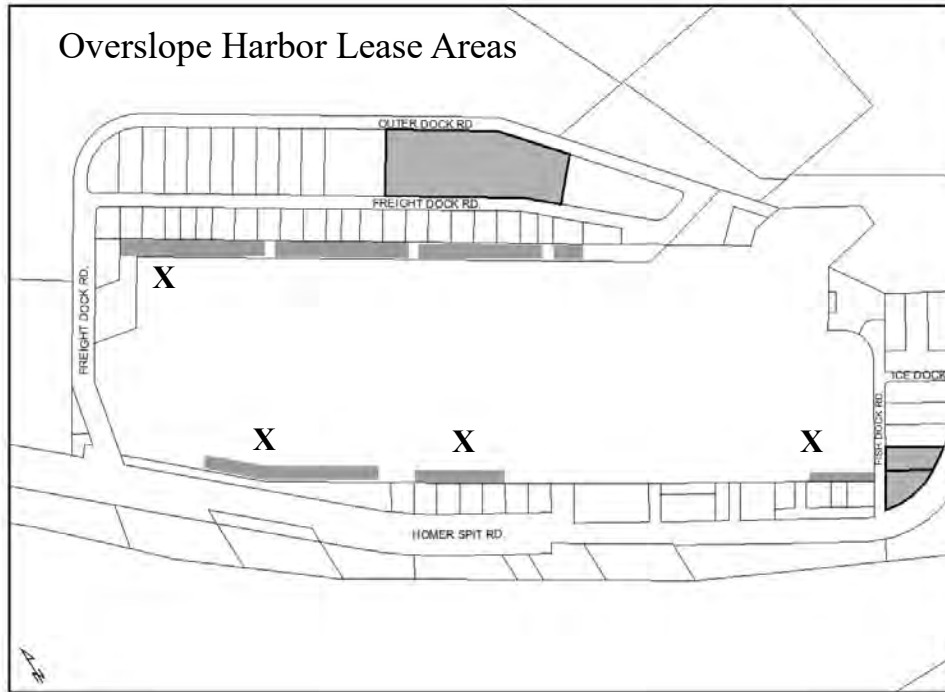 Overslope Harbor Lease Areas
OUTER DOCK RD
FREIGHT DOCK RD.
X
FREIGHT DOCK RD.
ICE DOCK
FISH DOCK RD.
X
X
X
HOMER SPIT RD.
N